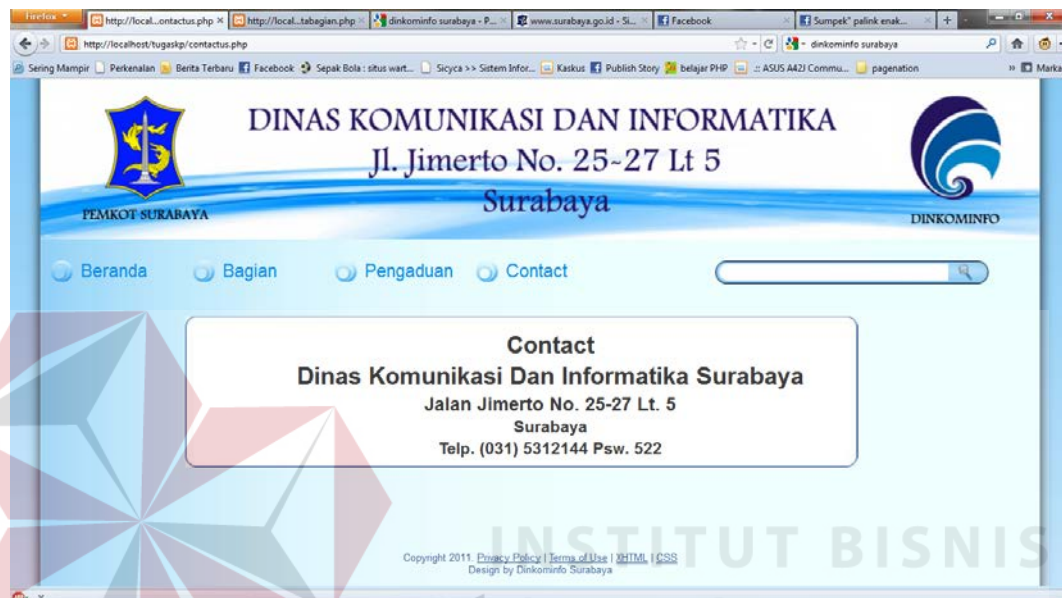 Firefox
http://local...ontactus.php × http://local...tabagian.php × dinkominfo surabaya - P... × www.surabaya.go.id - Si... × Facebook × Sumpek" palink enak... × +
http://localhost/tugaskp/contactus.php dinkominfo surabaya
Sering Mampir Perkenalan Berita Terbaru Facebook Sepak Bola : situs wart... Sicyca >> Sistem Infor... Kaskus Publish Story belajar PHP .:: ASUS A42J Commu... pagenation » Marka
DINAS KOMUNIKASI DAN INFORMATIKA
Jl. Jimerto No. 25-27 Lt 5
Surabaya
PEMKOT SURABAYA
DINKOMINFO
Beranda Bagian Pengaduan Contact
Contact
Dinas Komunikasi Dan Informatika Surabaya
Jalan Jimerto No. 25-27 Lt. 5
Surabaya
Telp. (031) 5312144 Psw. 522
INSTITUT BISNIS
Copyright 2011. Privacy Policy | Terms of Use | XHTML | CSS
Design by Dinkominfo Surabaya